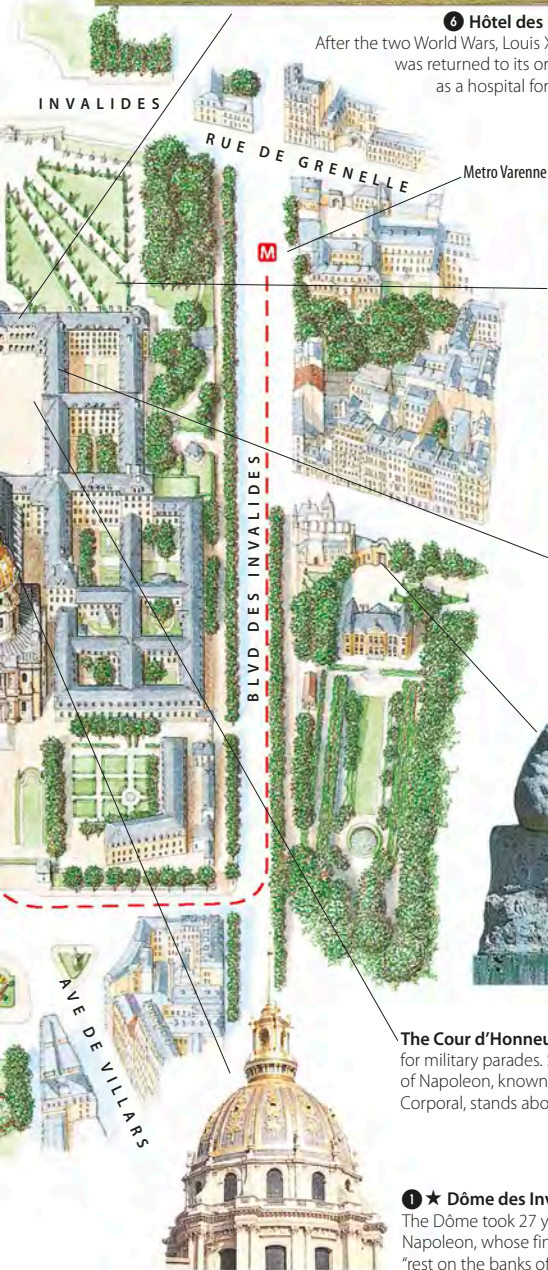 6 Hôtel des
After the two World Wars, Louis X
was returned to its or
as a hospital for
INVALIDES
RUE DE GRENELLE
Metro Varenne
M
BLVD DES INVALIDES
AVE DE VILLARS
The Cour d’Honneu
for military parades.
of Napoleon, known
Corporal, stands abo
1 ★ Dôme des Inv
The Dôme took 27 y
Napoleon, whose fin
“rest on the banks of